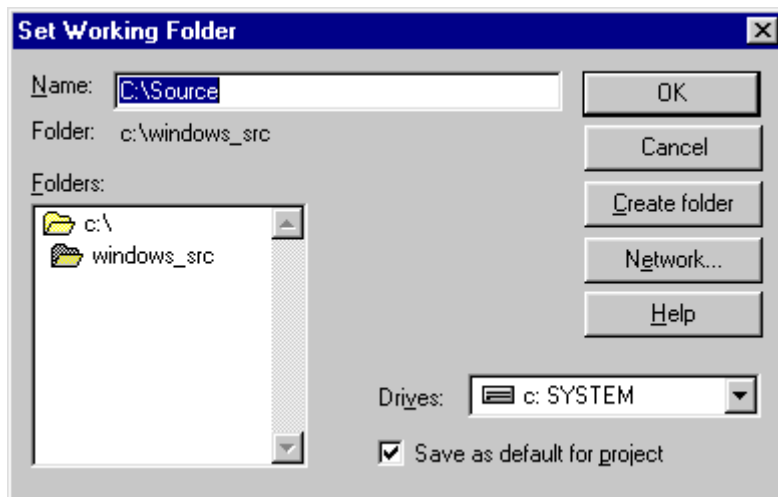 Set Working Folder
Name: C:\Source
OK
Folder: c:\windows_src
Cancel
Folders:
Create folder
c:\
windows_src
Network...
Help
Drives: c: SYSTEM
Save as default for project